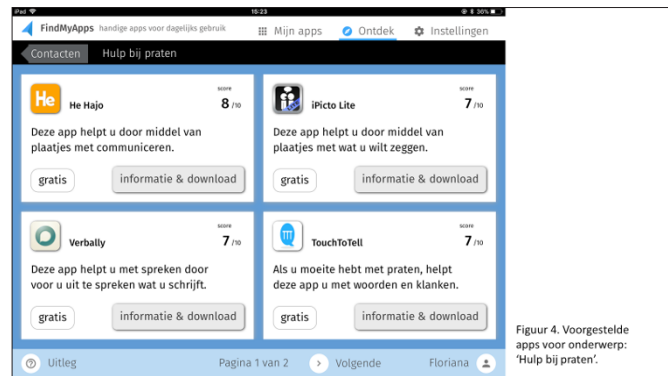 iPad 15:23 36%
FindMyApps handige apps voor dagelijks gebruik Mijn apps Ontdek Instellingen
Contacten Hulp bij praten
He He Hajo score 8 /10
Deze app helpt u door middel van
plaatjes met communiceren.
gratis informatie & download
iPicto Lite score 7 /10
Deze app helpt u door middel van
plaatjes met wat u wilt zeggen.
gratis informatie & download
Verbally score 7 /10
Deze app helpt u met spreken door
voor u uit te spreken wat u schrijft.
gratis informatie & download
TouchToTell score 7 /10
Als u moeite hebt met praten, helpt
deze app u met woorden en klanken.
gratis informatie & download
Uitleg Pagina 1 van 2 Volgende Floriana
Figuur 4. Voorgestelde
apps voor onderwerp:
‘Hulp bij praten’.